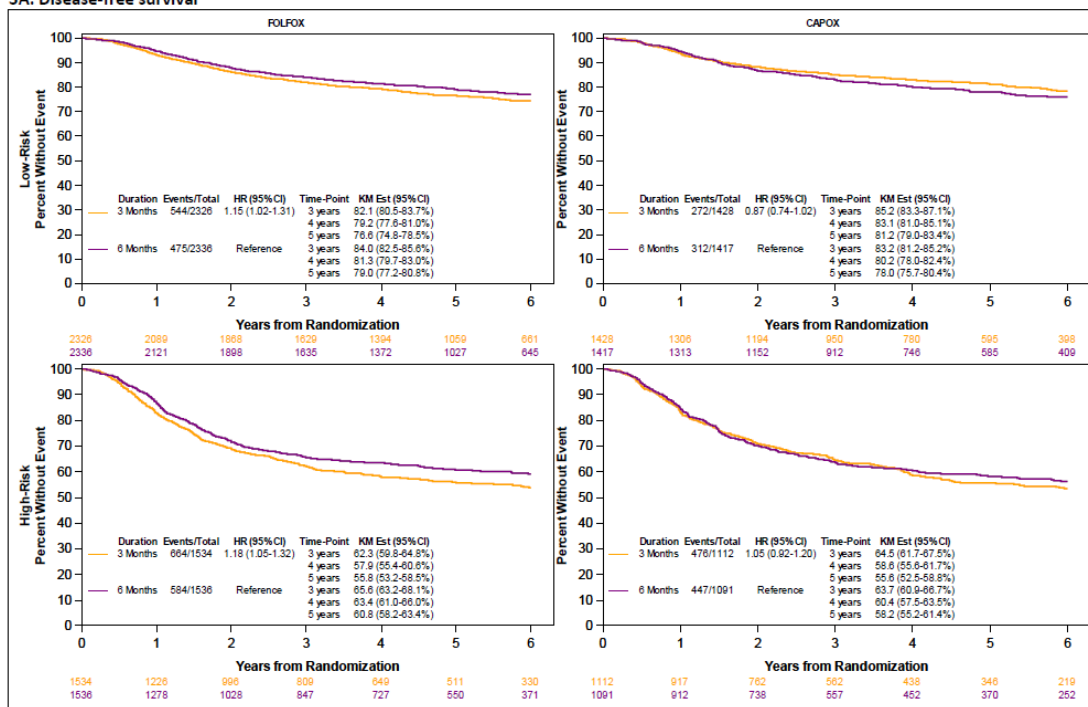 3A. Disease-free survival
FOLFOX
CAPOX
Low-Risk
Percent Without Event
100
90
80
70
60
50
40
30
20
10
0
Duration Events/Total HR (95%CI) Time-Point KM Est (95%CI)
3 Months 544/2326 1.15 (1.02-1.31) 3 years 82.1 (80.5-83.7%)
4 years 79.2 (77.6-81.0%)
5 years 76.6 (74.8-78.5%)
6 Months 475/2336 Reference 3 years 84.0 (82.5-85.6%)
4 years 81.3 (79.7-83.0%)
5 years 79.0 (77.2-80.8%)
0 1 2 3 4 5 6
Years from Randomization
2326 2089 1868 1629 1394 1059 661
2336 2121 1898 1635 1372 1027 645
Percent Without Event
100
90
80
70
60
50
40
30
20
10
0
Duration Events/Total HR (95%CI) Time-Point KM Est (95%CI)
3 Months 272/1428 0.87 (0.74-1.02) 3 years 85.2 (83.3-87.1%)
4 years 83.1 (81.0-85.1%)
5 years 81.2 (79.0-83.4%)
6 Months 312/1417 Reference 3 years 83.2 (81.2-85.2%)
4 years 80.2 (78.0-82.4%)
5 years 78.0 (75.7-80.4%)
0 1 2 3 4 5 6
Years from Randomization
1428 1306 1194 950 780 595 398
1417 1313 1152 912 746 585 409
High-Risk
Percent Without Event
100
90
80
70
60
50
40
30
20
10
0
Duration Events/Total HR (95%CI) Time-Point KM Est (95%CI)
3 Months 664/1534 1.18 (1.05-1.32) 3 years 62.3 (59.8-64.8%)
4 years 57.9 (55.4-60.6%)
5 years 55.8 (53.2-58.5%)
6 Months 584/1536 Reference 3 years 65.6 (63.2-68.1%)
4 years 63.4 (61.0-66.0%)
5 years 60.8 (58.2-63.4%)
0 1 2 3 4 5 6
Years from Randomization
1534 1226 996 809 649 511 330
1536 1278 1028 847 727 550 371
Percent Without Event
100
90
80
70
60
50
40
30
20
10
0
Duration Events/Total HR (95%CI) Time-Point KM Est (95%CI)
3 Months 476/1112 1.05 (0.92-1.20) 3 years 64.5 (61.7-67.5%)
4 years 58.6 (55.6-61.7%)
5 years 55.6 (52.5-58.8%)
6 Months 447/1091 Reference 3 years 63.7 (60.9-66.7%)
4 years 60.4 (57.5-63.5%)
5 years 58.2 (55.2-61.4%)
0 1 2 3 4 5 6
Years from Randomization
1112 917 762 562 438 346 219
1091 912 738 557 452 370 252